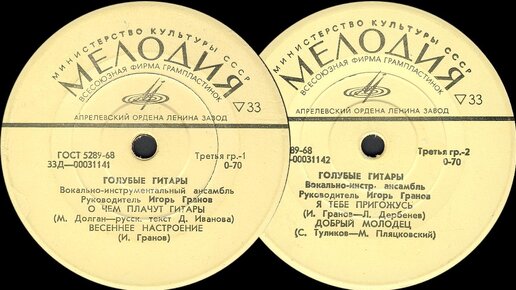 МИНИСТЕРСТВО КУЛЬТУРЫ СССР
МЕЛОДИЯ
ВСЕСОЮЗНАЯ ФИРМА ГРАМПЛАСТИНОК
▽33
АПРЕЛЕВСКИЙ ОРДЕНА ЛЕНИНА ЗАВОД
ГОСТ 5289-68
33Д—00031141
Третья гр.-1
0-70
ГОЛУБЫЕ ГИТАРЫ
Вокально-инструментальный ансамбль
Руководитель Игорь Гранов
О ЧЕМ ПЛАЧУТ ГИТАРЫ
(М. Долган—русск. текст Д. Иванова)
ВЕСЕННЕЕ НАСТРОЕНИЕ
(И. Гранов)
МИНИСТЕРСТВО КУЛЬТУРЫ СССР
МЕЛОДИЯ
ВСЕСОЮЗНАЯ ФИРМА ГРАМПЛАСТИНОК
▽33
АПРЕЛЕВСКИЙ ОРДЕНА ЛЕНИНА ЗАВОД
89-68
-00031142
Третья гр.-2
0-70
ГОЛУБЫЕ ГИТАРЫ
Вокально-инстр. ансамбль
Руководитель Игорь Гранов
Я ТЕБЕ ПРИГОЖУСЬ
(И. Гранов—Л. Дербенев)
ДОБРЫЙ МОЛОДЕЦ
(С. Туликов—М. Пляцковский)